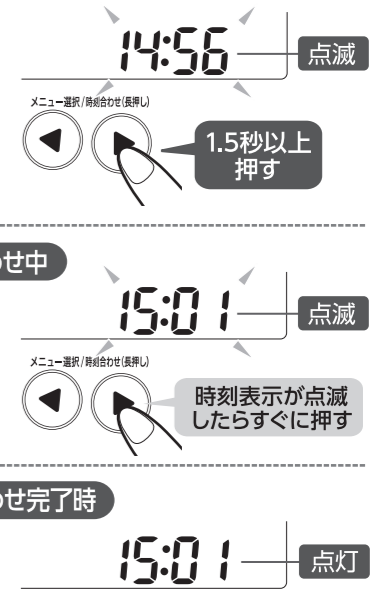 14:56
点滅
メニュー選択/時刻合わせ(長押し)
1.5秒以上
押す
わせ中
15:01
点滅
メニュー選択/時刻合わせ(長押し)
時刻表示が点滅
したらすぐに押す
わせ完了時
15:01
点灯